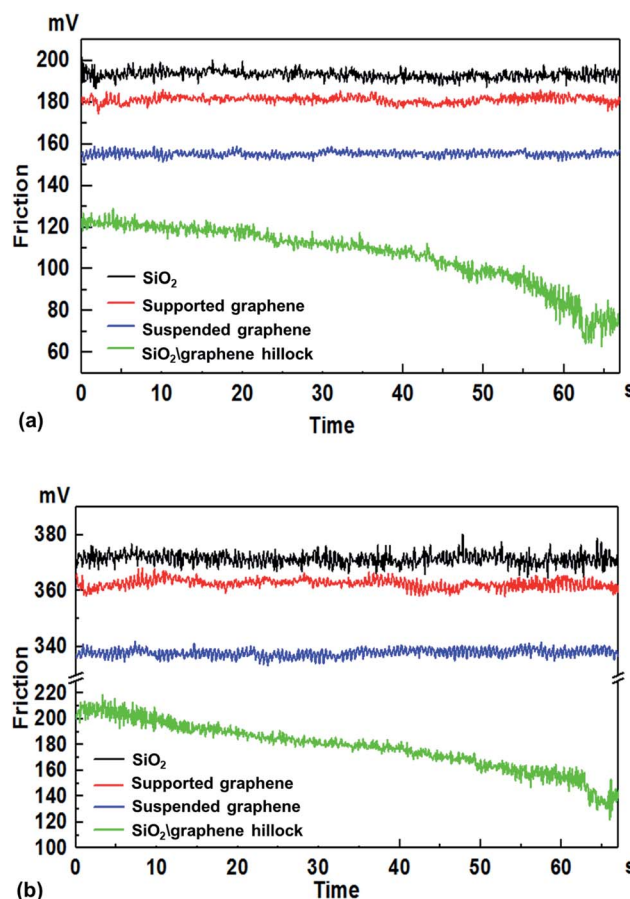 mV
200
180
160
140
120
100
80
60
Friction
SiO₂
Supported graphene
Suspended graphene
SiO₂\graphene hillock
0 10 20 30 40 50 60 s
(a)
Time
mV
380
360
340
220
200
180
160
140
120
100
Friction
SiO₂
Supported graphene
Suspended graphene
SiO₂\graphene hillock
0 10 20 30 40 50 60 s
(b)
Time